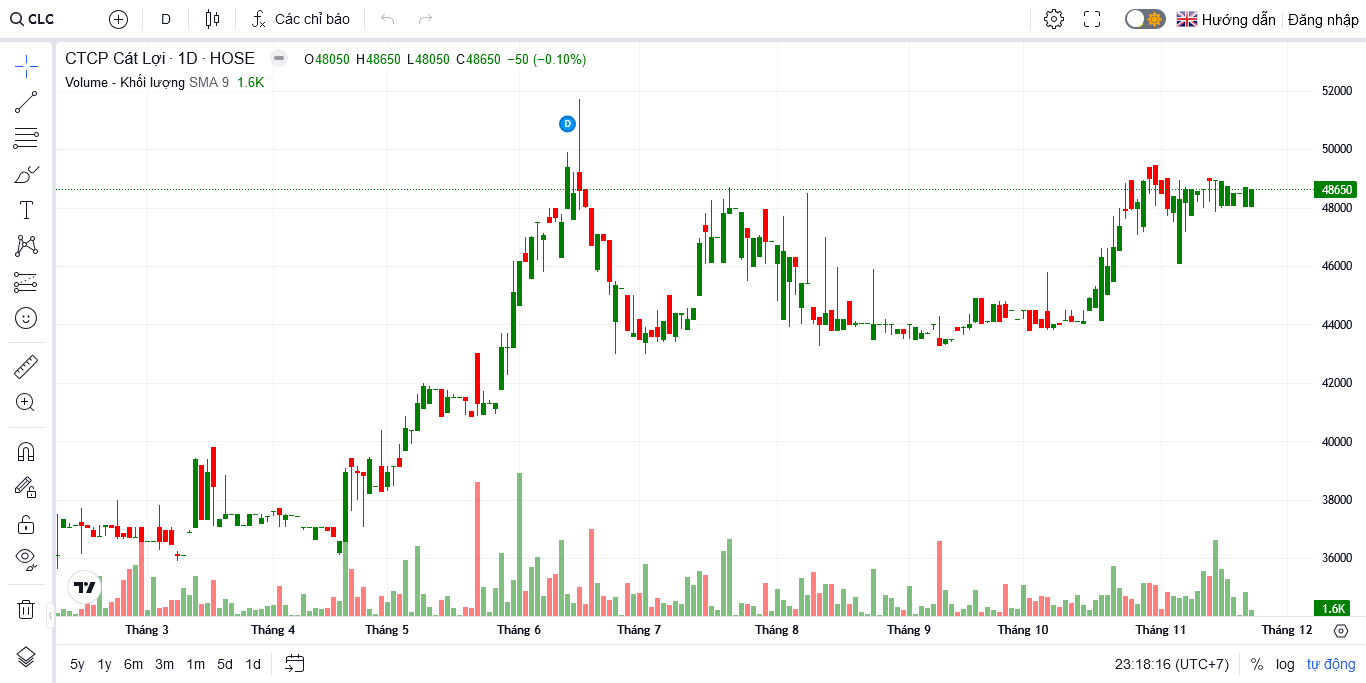 CLC D Các chỉ báo Hướng dẫn Đăng nhập
CTCP Cát Lợi · 1D · HOSE O48050 H48650 L48050 C48650 −50 (−0.10%)
Volume - Khối lượng SMA 9 1.6K
52000
D
50000
48650
48000
46000
44000
42000
40000
38000
36000
1.6K
Tháng 3 Tháng 4 Tháng 5 Tháng 6 Tháng 7 Tháng 8 Tháng 9 Tháng 10 Tháng 11 Tháng 12
5y 1y 6m 3m 1m 5d 1d 23:18:16 (UTC+7) % log tự động